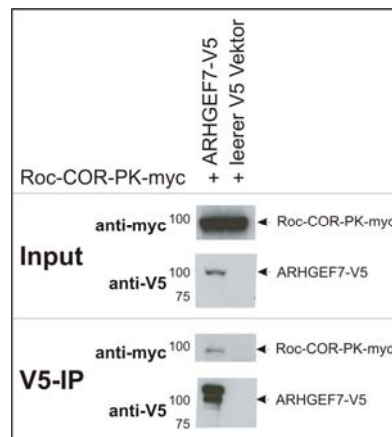 + ARHGEF7-V5
+ leerer V5 Vektor
Roc-COR-PK-myc
Input
anti-myc 100 Roc-COR-PK-myc
anti-V5 100 75 ARHGEF7-V5
V5-IP
anti-myc 100 Roc-COR-PK-myc
anti-V5 100 75 ARHGEF7-V5